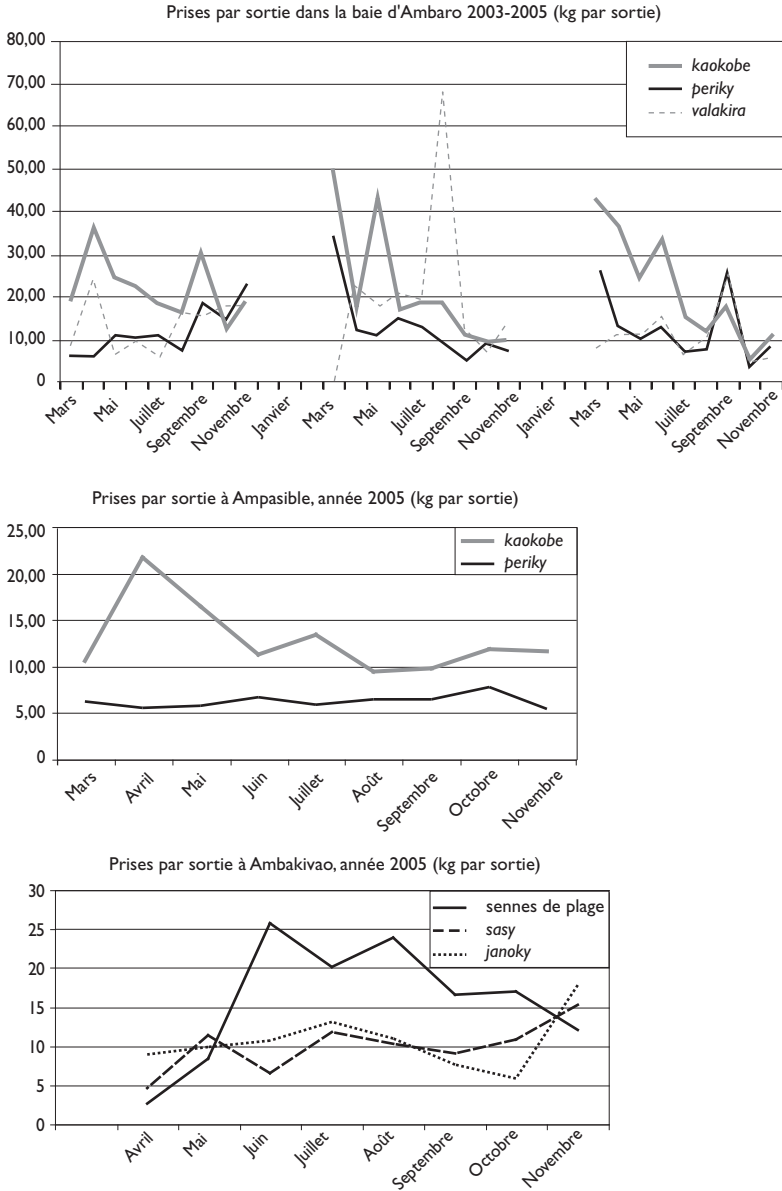 Prises par sortie dans la baie d'Ambaro 2003-2005 (kg par sortie)
80,00
70,00
60,00
50,00
40,00
30,00
20,00
10,00
0
kaokobe
periky
valakira
Mars
Mai
Juillet
Septembre
Novembre
Janvier
Mars
Mai
Juillet
Septembre
Novembre
Janvier
Mars
Mai
Juillet
Septembre
Novembre
Prises par sortie à Ampasible, année 2005 (kg par sortie)
25,00
20,00
15,00
10,00
5,00
0
kaokobe
periky
Mars
Avril
Mai
Juin
Juillet
Août
Septembre
Octobre
Novembre
Prises par sortie à Ambakivao, année 2005 (kg par sortie)
30
25
20
15
10
5
0
sennes de plage
sasy
janoky
Avril
Mai
Juin
Juillet
Août
Septembre
Octobre
Novembre